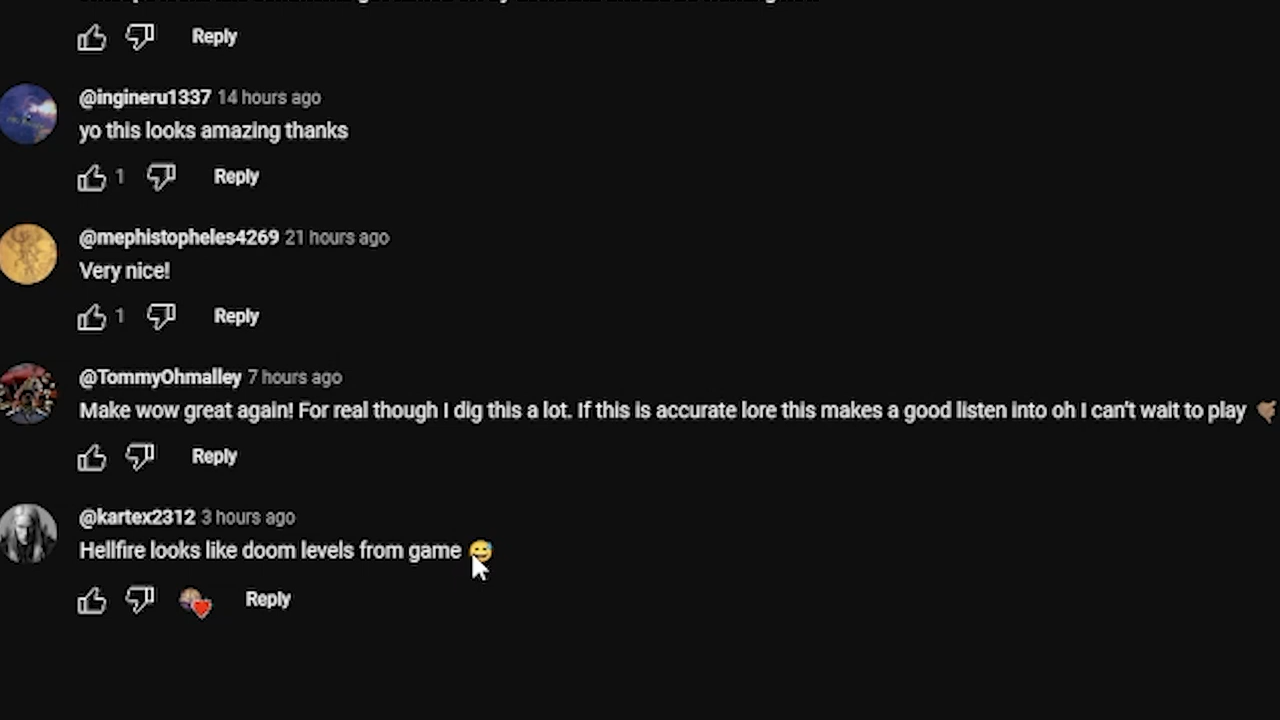 Reply
@ingineru1337 14 hours ago
yo this looks amazing thanks
1 Reply
@mephistopheles4269 21 hours ago
Very nice!
1 Reply
@TommyOhmalley 7 hours ago
Make wow great again! For real though I dig this a lot. If this is accurate lore this makes a good listen into oh I can't wait to play
Reply
@kartex2312 3 hours ago
Hellfire looks like doom levels from game 😅
Reply